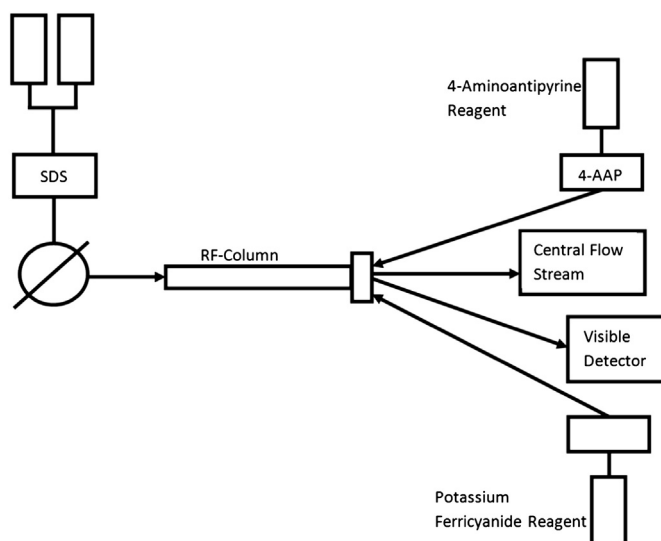 4-Aminoantipyrine
Reagent
SDS
4-AAP
RF-Column
Central Flow
Stream
Visible
Detector
Potassium
Ferricyanide Reagent